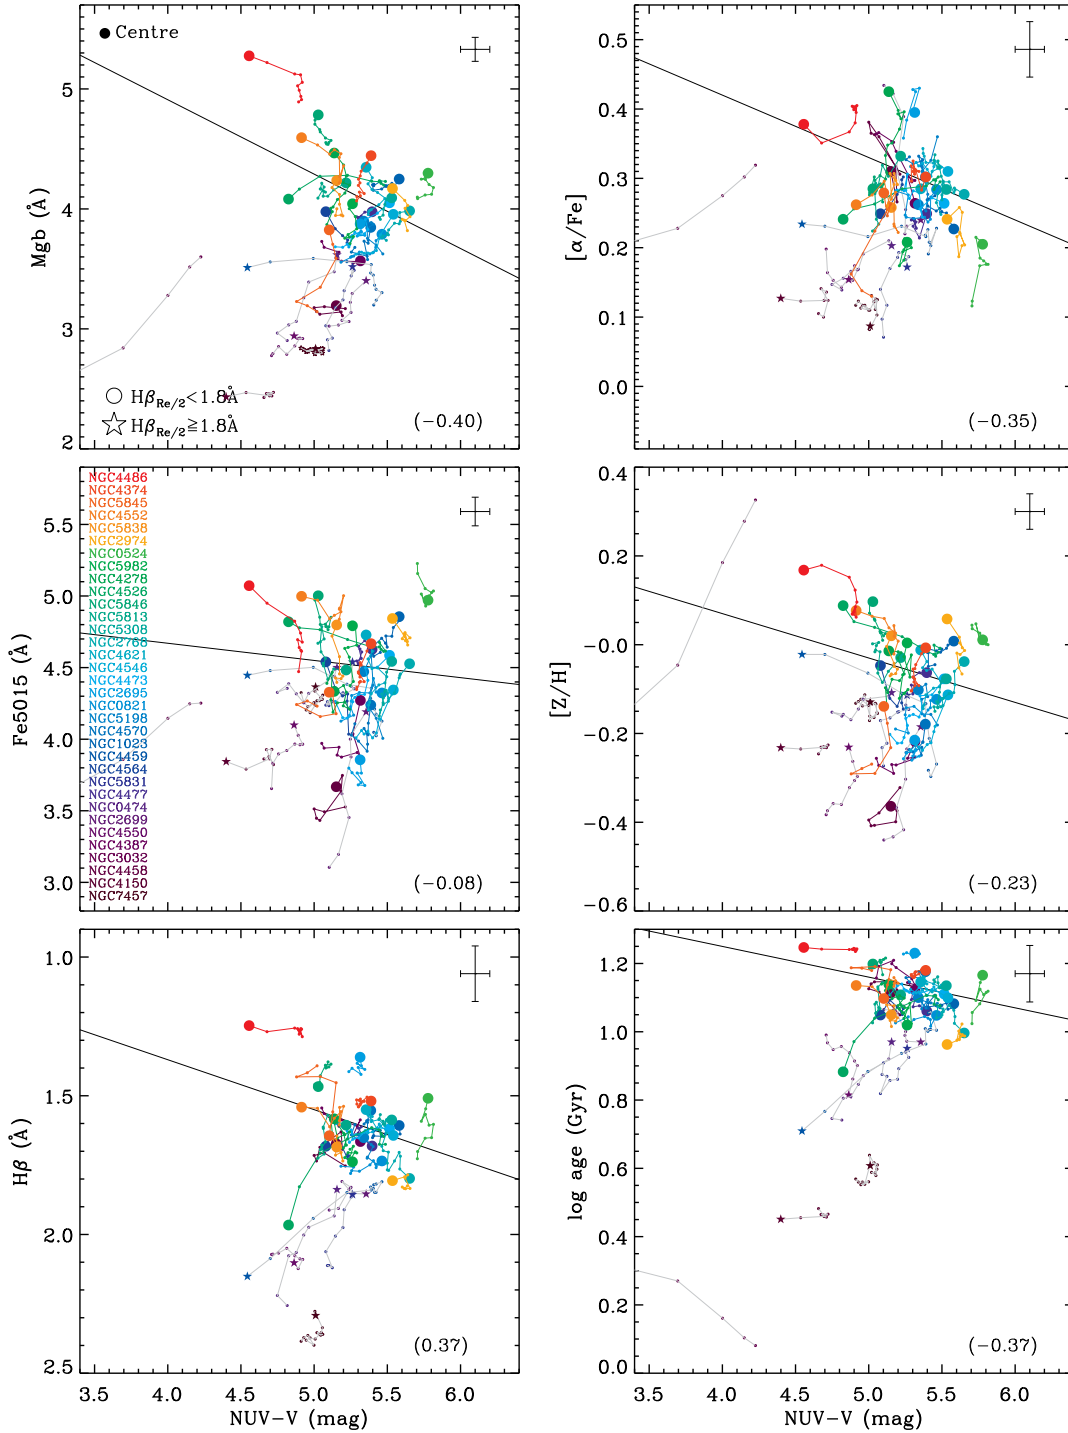 Centre
Mgb (Å)
5
4
3
2
Hβ Re/2<1.8Å
Hβ Re/2≧1.8Å
(−0.40)
[α/Fe]
0.5
0.4
0.3
0.2
0.1
0.0
(−0.35)
Fe5015 (Å)
5.5
5.0
4.5
4.0
3.5
3.0
NGC4486
NGC4374
NGC5845
NGC4552
NGC5838
NGC2974
NGC0524
NGC5982
NGC4278
NGC4526
NGC5846
NGC5813
NGC5308
NGC2768
NGC4621
NGC4546
NGC4473
NGC2695
NGC0821
NGC5198
NGC4570
NGC1023
NGC4459
NGC4564
NGC5831
NGC4477
NGC0474
NGC2699
NGC4550
NGC4387
NGC3032
NGC4458
NGC4150
NGC7457
(−0.08)
[Z/H]
0.4
0.2
−0.0
−0.2
−0.4
−0.6
(−0.23)
Hβ (Å)
1.0
1.5
2.0
2.5
(0.37)
3.5 4.0 4.5 5.0 5.5 6.0
NUV−V (mag)
log age (Gyr)
1.2
1.0
0.8
0.6
0.4
0.2
0.0
(−0.37)
3.5 4.0 4.5 5.0 5.5 6.0
NUV−V (mag)